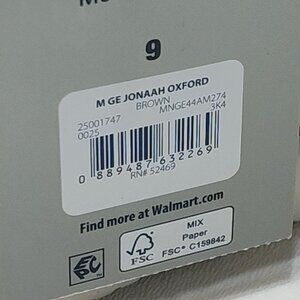 9
M GE JONAAH OXFORD
BROWN
25001747 MNGE44AM274
0025 3K4
0 889487 632269
RN# 52469
Find more at Walmart.com
EPC
FSC
MIX
Paper
FSC® C159842